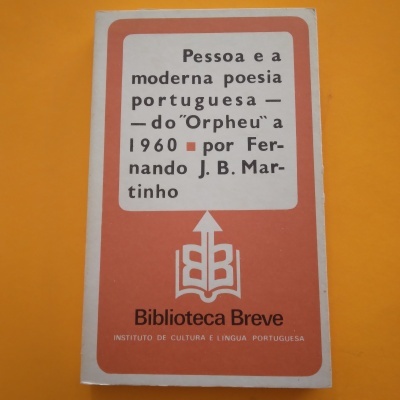 Pessoa e a
moderna poesia
portuguesa —
— do "Orpheu" a
1960 ■ por Fer-
nando J. B. Mar-
tinho
BB
Biblioteca Breve
INSTITUTO DE CULTURA E LÍNGUA PORTUGUESA